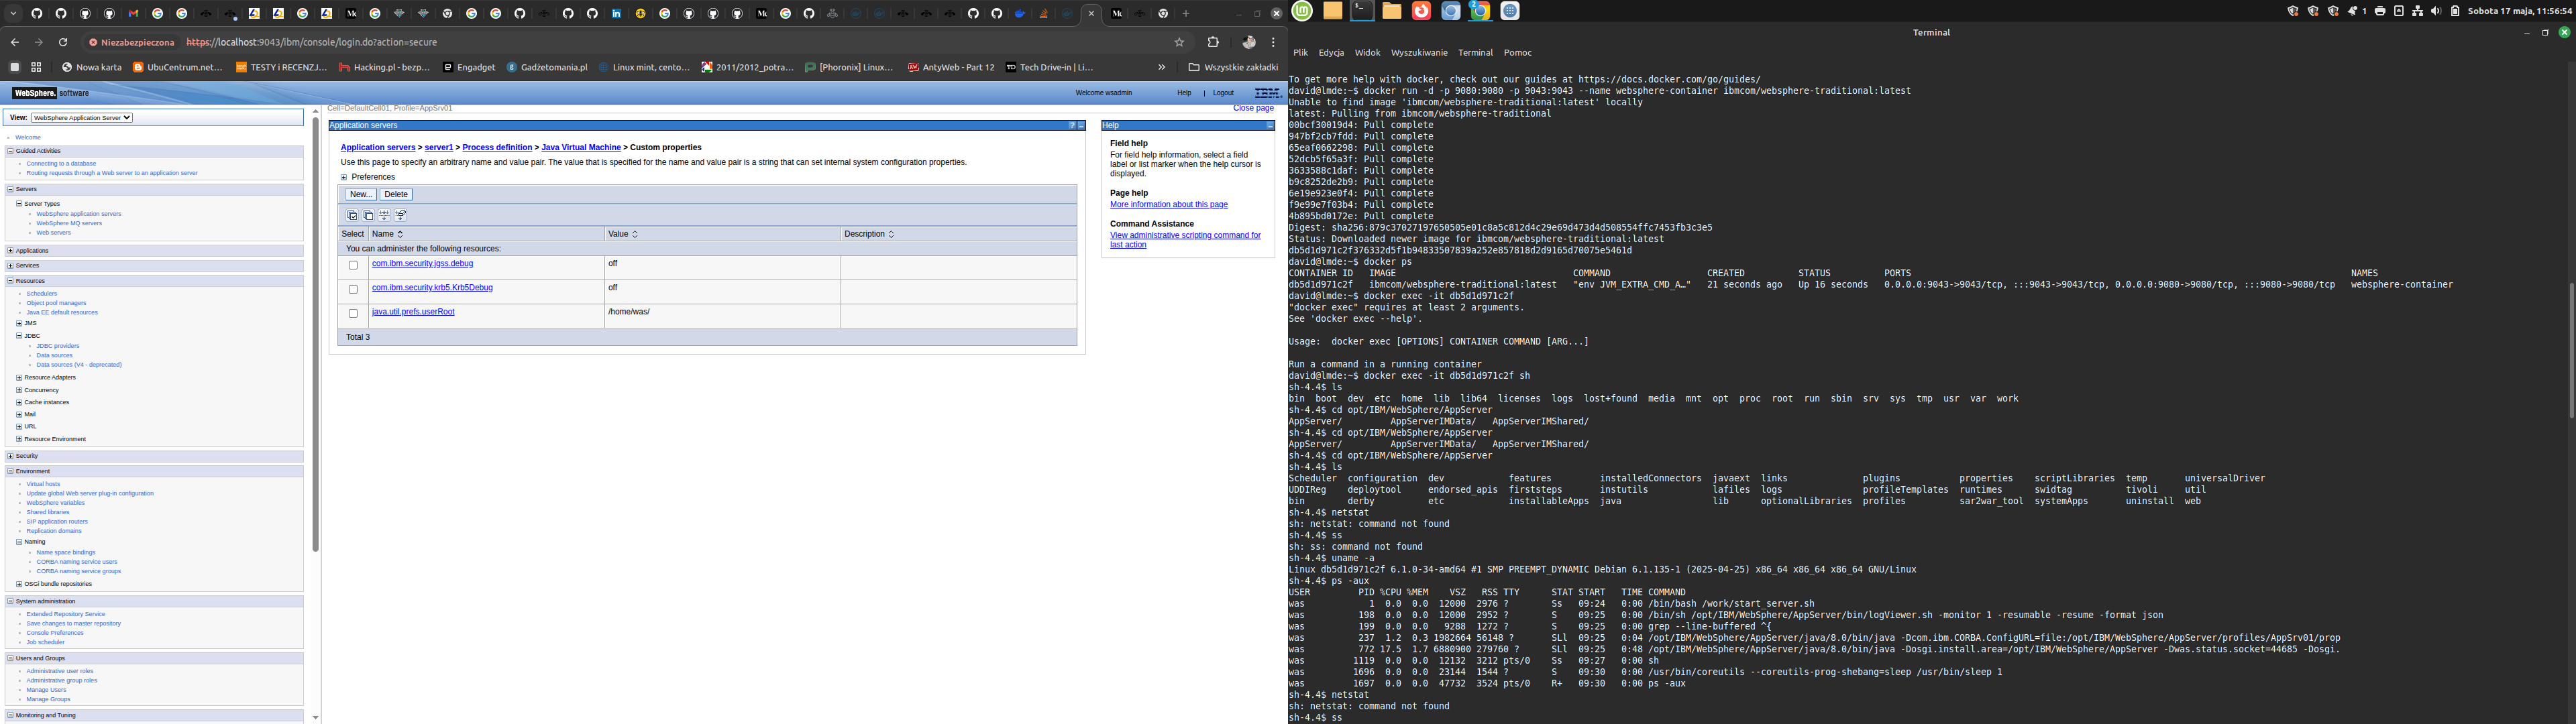 Niezabezpieczona https://localhost:9043/ibm/console/login.do?action=secure
Nowa karta UbuCentrum.net... TESTY i RECENZJ... Hacking.pl - bezp... Engadget Gadżetomania.pl Linux mint, cento... 2011/2012_potra... [Phoronix] Linux... AntyWeb - Part 12 Tech Drive-in | Li... » Wszystkie zakładki
WebSphere. software Welcome wsadmin Help | Logout IBM.
View: WebSphere Application Server
Welcome
Guided Activities
Connecting to a database
Routing requests through a Web server to an application server
Servers
Server Types
WebSphere application servers
WebSphere MQ servers
Web servers
Applications
Services
Resources
Schedulers
Object pool managers
Java EE default resources
JMS
JDBC
JDBC providers
Data sources
Data sources (V4 - deprecated)
Resource Adapters
Concurrency
Cache instances
Mail
URL
Resource Environment
Security
Environment
Virtual hosts
Update global Web server plug-in configuration
WebSphere variables
Shared libraries
SIP application routers
Replication domains
Naming
Name space bindings
CORBA naming service users
CORBA naming service groups
OSGi bundle repositories
System administration
Extended Repository Service
Save changes to master repository
Console Preferences
Job scheduler
Users and Groups
Administrative user roles
Administrative group roles
Manage Users
Manage Groups
Monitoring and Tuning
Cell=DefaultCell01, Profile=AppSrv01 Close page
Application servers ?
Application servers > server1 > Process definition > Java Virtual Machine > Custom properties
Use this page to specify an arbitrary name and value pair. The value that is specified for the name and value pair is a string that can set internal system configuration properties.
Preferences
New... Delete
Select Name Value Description
You can administer the following resources:
com.ibm.security.jgss.debug off
com.ibm.security.krb5.Krb5Debug off
java.util.prefs.userRoot /home/was/
Total 3
Help
Field help
For field help information, select a field
label or list marker when the help cursor is
displayed.
Page help
More information about this page
Command Assistance
View administrative scripting command for
last action
1 Sobota 17 maja, 11:56:54
Terminal
Plik Edycja Widok Wyszukiwanie Terminal Pomoc
To get more help with docker, check out our guides at https://docs.docker.com/go/guides/
david@lmde:~$ docker run -d -p 9080:9080 -p 9043:9043 --name websphere-container ibmcom/websphere-traditional:latest
Unable to find image 'ibmcom/websphere-traditional:latest' locally
latest: Pulling from ibmcom/websphere-traditional
00bcf30019d4: Pull complete
947bf2cb7fdd: Pull complete
65eaf0662298: Pull complete
52dcb5f65a3f: Pull complete
3633588c1daf: Pull complete
b9c8252de2b9: Pull complete
6e19e923e0f4: Pull complete
f9e99e7f03b4: Pull complete
4b895bd0172e: Pull complete
Digest: sha256:879c37027197650505e01c8a5c812d4c29e69d473d4d508554ffc7453fb3c3e5
Status: Downloaded newer image for ibmcom/websphere-traditional:latest
db5d1d971c2f376332d5f1b94833507839a252e857818d2d9165d70075e5461d
david@lmde:~$ docker ps
CONTAINER ID IMAGE COMMAND CREATED STATUS PORTS NAMES
db5d1d971c2f ibmcom/websphere-traditional:latest "env JVM_EXTRA_CMD_A…" 21 seconds ago Up 16 seconds 0.0.0.0:9043->9043/tcp, :::9043->9043/tcp, 0.0.0.0:9080->9080/tcp, :::9080->9080/tcp websphere-container
david@lmde:~$ docker exec -it db5d1d971c2f
"docker exec" requires at least 2 arguments.
See 'docker exec --help'.
Usage: docker exec [OPTIONS] CONTAINER COMMAND [ARG...]
Run a command in a running container
david@lmde:~$ docker exec -it db5d1d971c2f sh
sh-4.4$ ls
bin boot dev etc home lib lib64 licenses logs lost+found media mnt opt proc root run sbin srv sys tmp usr var work
sh-4.4$ cd opt/IBM/WebSphere/AppServer
AppServer/ AppServerIMData/ AppServerIMShared/
sh-4.4$ cd opt/IBM/WebSphere/AppServer
AppServer/ AppServerIMData/ AppServerIMShared/
sh-4.4$ cd opt/IBM/WebSphere/AppServer
sh-4.4$ ls
Scheduler configuration dev features installedConnectors javaext links plugins properties scriptLibraries temp universalDriver
UDDIReg deploytool endorsed_apis firststeps instutils lafiles logs profileTemplates runtimes swidtag tivoli util
bin derby etc installableApps java lib optionalLibraries profiles sar2war_tool systemApps uninstall web
sh-4.4$ netstat
sh: netstat: command not found
sh-4.4$ ss
sh: ss: command not found
sh-4.4$ uname -a
Linux db5d1d971c2f 6.1.0-34-amd64 #1 SMP PREEMPT_DYNAMIC Debian 6.1.135-1 (2025-04-25) x86_64 x86_64 x86_64 GNU/Linux
sh-4.4$ ps -aux
USER PID %CPU %MEM VSZ RSS TTY STAT START TIME COMMAND
was 1 0.0 0.0 12000 2976 ? Ss 09:24 0:00 /bin/bash /work/start_server.sh
was 198 0.0 0.0 12000 2952 ? S 09:25 0:00 /bin/sh /opt/IBM/WebSphere/AppServer/bin/logViewer.sh -monitor 1 -resumable -resume -format json
was 199 0.0 0.0 9288 1272 ? S 09:25 0:00 grep --line-buffered ^{
was 237 1.2 0.3 1982664 56148 ? SLl 09:25 0:04 /opt/IBM/WebSphere/AppServer/java/8.0/bin/java -Dcom.ibm.CORBA.ConfigURL=file:/opt/IBM/WebSphere/AppServer/profiles/AppSrv01/prop
was 772 17.5 1.7 6880900 279760 ? SLl 09:25 0:48 /opt/IBM/WebSphere/AppServer/java/8.0/bin/java -Dosgi.install.area=/opt/IBM/WebSphere/AppServer -Dwas.status.socket=44685 -Dosgi.
was 1119 0.0 0.0 12132 3212 pts/0 Ss 09:27 0:00 sh
was 1696 0.0 0.0 23144 1544 ? S 09:30 0:00 /usr/bin/coreutils --coreutils-prog-shebang=sleep /usr/bin/sleep 1
was 1697 0.0 0.0 47732 3524 pts/0 R+ 09:30 0:00 ps -aux
sh-4.4$ netstat
sh: netstat: command not found
sh-4.4$ ss